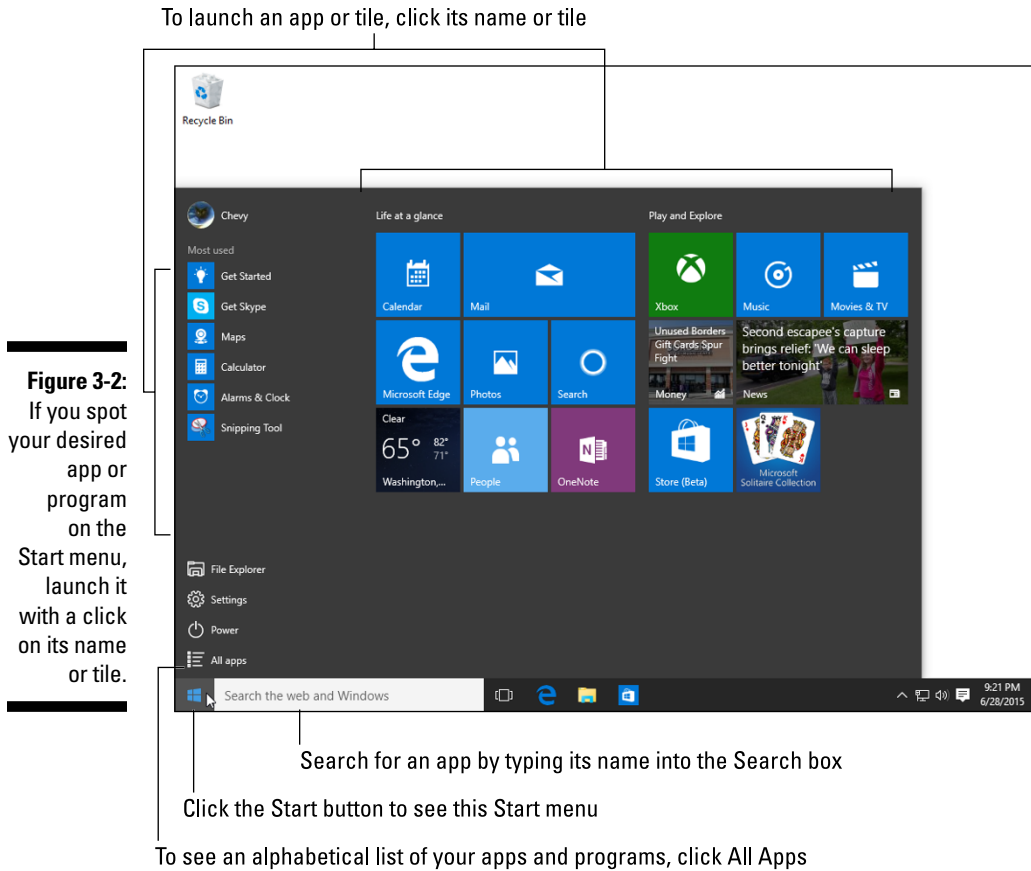 To launch an app or tile, click its name or tile
Recycle Bin
Chevy
Most used
Get Started
Get Skype
Maps
Calculator
Alarms & Clock
Snipping Tool
File Explorer
Settings
Power
All apps
Life at a glance
Calendar
Mail
Microsoft Edge
Photos
Search
Clear
65° 82°
71°
Washington,...
People
OneNote
Play and Explore
Xbox
Music
Movies & TV
Unused Borders
Gift Cards Spur
Fight
Money
Second escapee's capture
brings relief: 'We can sleep
better tonight'
News
Store (Beta)
Microsoft
Solitaire Collection
Search the web and Windows
9:21 PM
6/28/2015
Figure 3-2:
If you spot
your desired
app or
program
on the
Start menu,
launch it
with a click
on its name
or tile.
Search for an app by typing its name into the Search box
Click the Start button to see this Start menu
To see an alphabetical list of your apps and programs, click All Apps